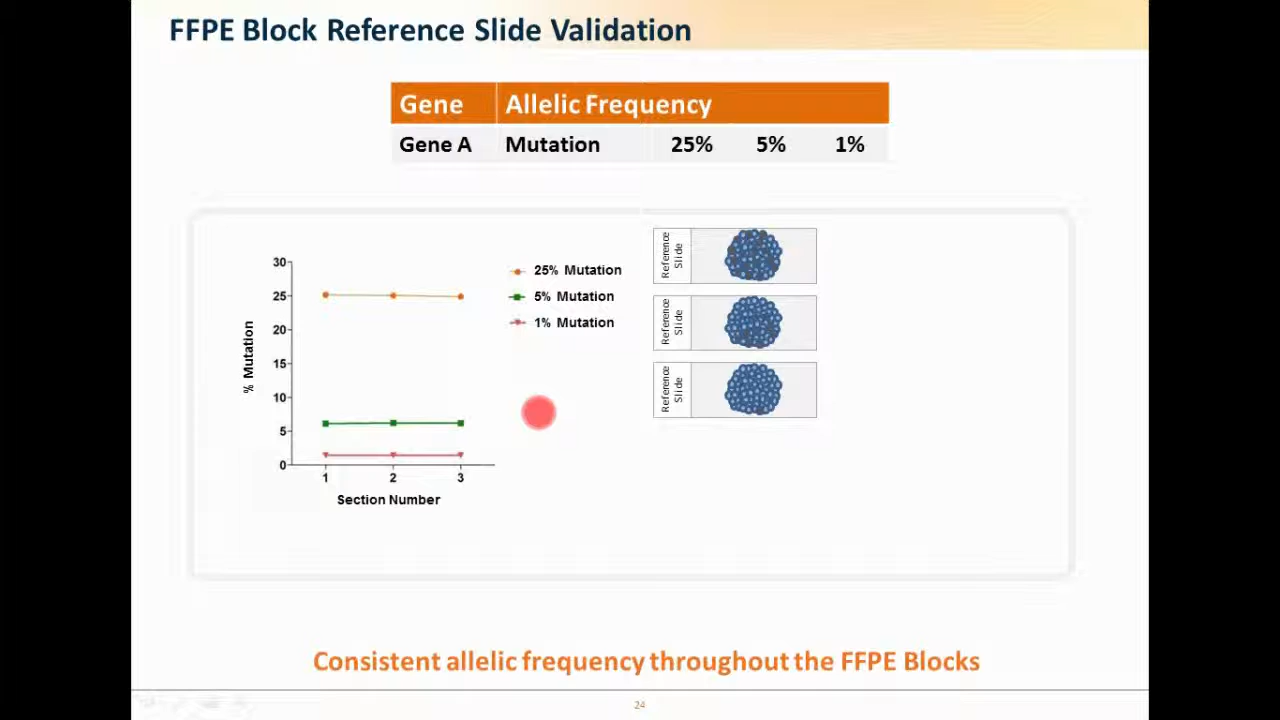 FFPE Block Reference Slide Validation
Gene Allelic Frequency
Gene A Mutation 25% 5% 1%
30
25
20
15
10
5
0
% Mutation
1 2 3
Section Number
25% Mutation
5% Mutation
1% Mutation
Reference
Slide
Reference
Slide
Reference
Slide
Consistent allelic frequency throughout the FFPE Blocks
24